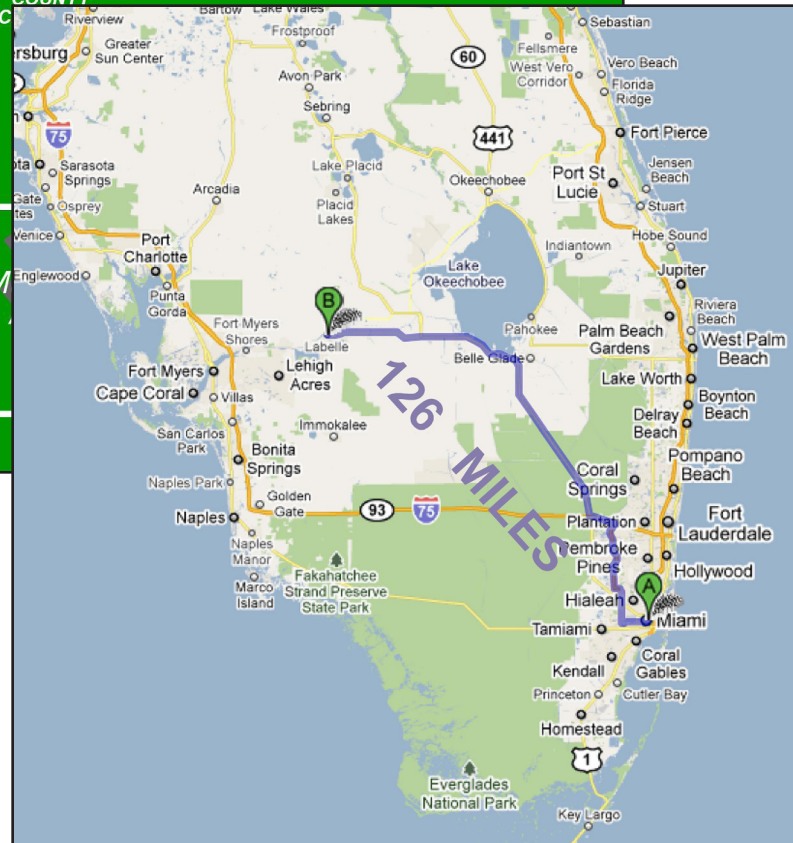 COUNTY
C
Riverview
Bartow
Lake Wales
Sebastian
ersburg
Greater
Sun Center
Frostproof
60
Fellsmere
West Vero
Corridor
Vero Beach
Florida
Ridge
Avon Park
Sebring
75
441
Fort Pierce
ota
Sarasota
Springs
Lake Placid
Placid
Lakes
Okeechobee
Port St
Lucie
Jensen
Beach
Arcadia
Gate
tes
Osprey
Stuart
Venice
Port
Charlotte
Indiantown
Hobe Sound
Englewood
Punta
Gorda
Lake
Okeechobee
Jupiter
M
B
Fort Myers
Shores
Labelle
Pahokee
Palm Beach
Gardens
Riviera
Beach
West Palm
Beach
Belle Glade
Fort Myers
Lehigh
Acres
Lake Worth
Cape Coral
Villas
Boynton
Beach
126 MILES
Delray
Beach
San Carlos
Park
Immokalee
Bonita
Springs
Pompano
Beach
Coral
Springs
Naples Park
Golden
Gate
93
75
Naples
Plantation
Fort
Lauderdale
Naples
Manor
Pembroke
Pines
Hollywood
Marco
Island
Fakahatchee
Strand Preserve
State Park
A
Hialeah
Miami
Tamiami
Coral
Gables
Kendall
Princeton
Cutler Bay
Homestead
1
Everglades
National Park
Key Largo